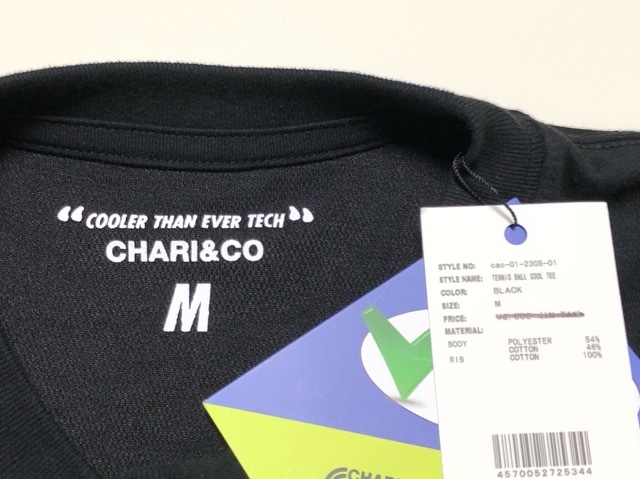 “COOLER THAN EVER TECH”
CHARI&CO
M
STYLE NO: cac-01-2305-01
STYLE NAME: TENNIS BALL COOL TEE
COLOR: BLACK
SIZE: M
PRICE:
MATERIAL:
BODY POLYESTER 54%
COTTON 46%
RIB COTTON 100%
4570052725344
CHAR